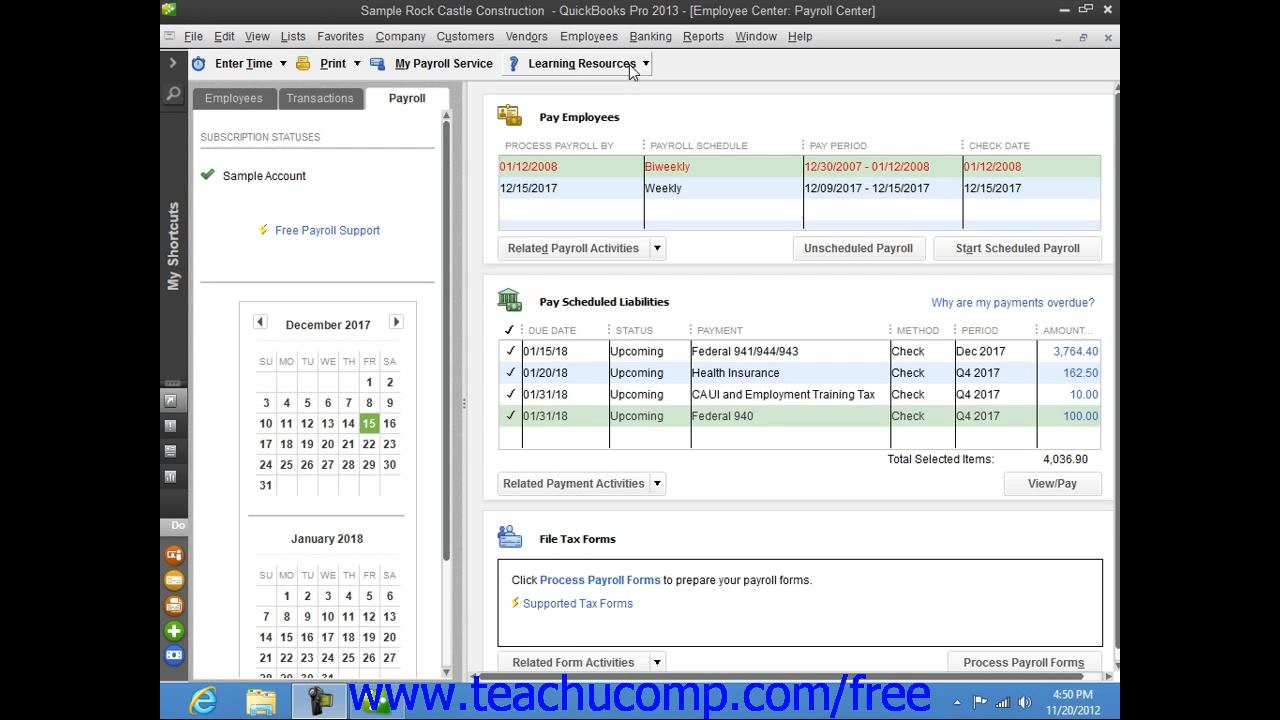 Sample Rock Castle Construction - QuickBooks Pro 2013 - [Employee Center: Payroll Center]
File Edit View Lists Favorites Company Customers Vendors Employees Banking Reports Window Help
Enter Time Print My Payroll Service Learning Resources
Employees Transactions Payroll
SUBSCRIPTION STATUSES
Sample Account
Free Payroll Support
December 2017
SU MO TU WE TH FR SA
1 2
3 4 5 6 7 8 9
10 11 12 13 14 15 16
17 18 19 20 21 22 23
24 25 26 27 28 29 30
31
January 2018
SU MO TU WE TH FR SA
1 2 3 4 5 6
7 8 9 10 11 12 13
14 15 16 17 18 19 20
21 22 23 24 25 26 27
28 29 30 31
My Shortcuts
Do
Pay Employees
PROCESS PAYROLL BY PAYROLL SCHEDULE PAY PERIOD CHECK DATE
01/12/2008 Biweekly 12/30/2007 - 01/12/2008 01/12/2008
12/15/2017 Weekly 12/09/2017 - 12/15/2017 12/15/2017
Related Payroll Activities Unscheduled Payroll Start Scheduled Payroll
Pay Scheduled Liabilities Why are my payments overdue?
✓ DUE DATE STATUS PAYMENT METHOD PERIOD AMOUNT...
✓ 01/15/18 Upcoming Federal 941/944/943 Check Dec 2017 3,764.40
✓ 01/20/18 Upcoming Health Insurance Check Q4 2017 162.50
✓ 01/31/18 Upcoming CAUI and Employment Training Tax Check Q4 2017 10.00
✓ 01/31/18 Upcoming Federal 940 Check Q4 2017 100.00
Total Selected Items: 4,036.90
Related Payment Activities View/Pay
File Tax Forms
Click Process Payroll Forms to prepare your payroll forms.
Supported Tax Forms
Related Form Activities Process Payroll Forms
www.teachucomp.com/free
4:50 PM
11/20/2012